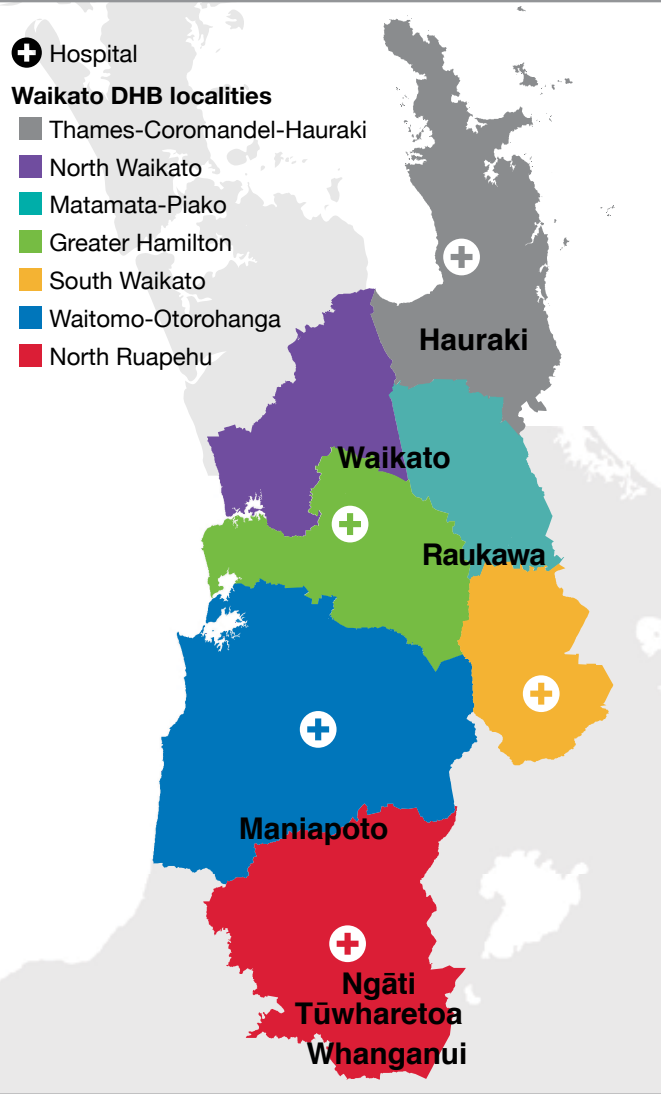 Hospital
Waikato DHB localities
Thames-Coromandel-Hauraki
North Waikato
Matamata-Piako
Greater Hamilton
South Waikato
Waitomo-Otorohanga
North Ruapehu
Hauraki
Waikato
Raukawa
Maniapoto
Ngāti
Tūwharetoa
Whanganui